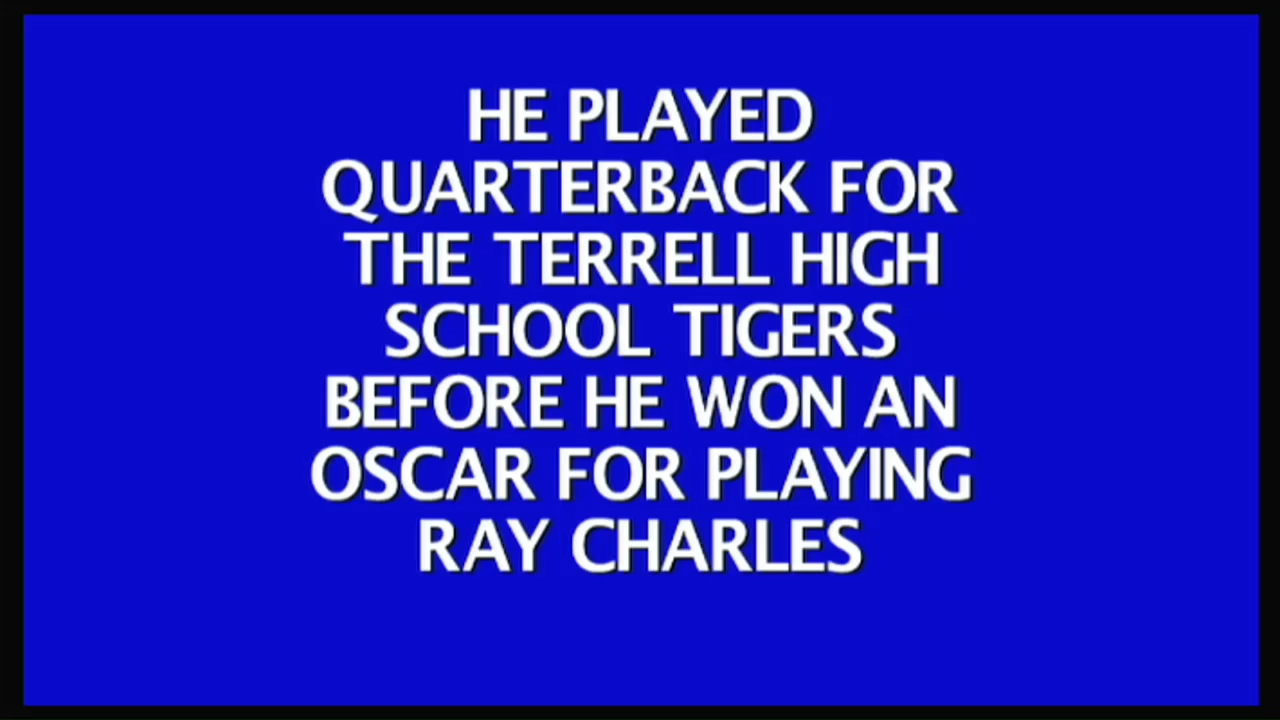 HE PLAYED
QUARTERBACK FOR
THE TERRELL HIGH
SCHOOL TIGERS
BEFORE HE WON AN
OSCAR FOR PLAYING
RAY CHARLES